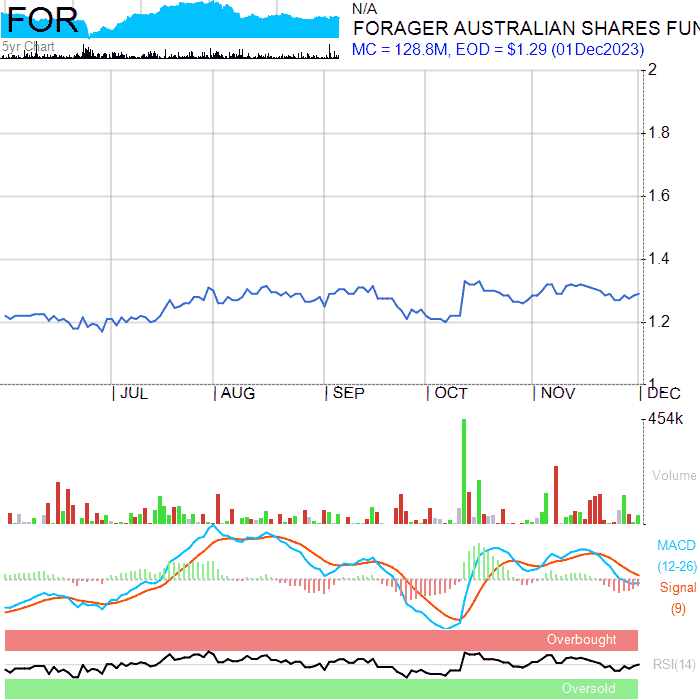 FOR
5yr Chart
N/A
FORAGER AUSTRALIAN SHARES FUN
MC = 128.8M, EOD = $1.29 (01Dec2023)
2
1.8
1.6
1.4
1.2
1
JUL AUG SEP OCT NOV DEC
454k
Volume
MACD
(12-26)
Signal
(9)
Overbought
RSI(14)
Oversold